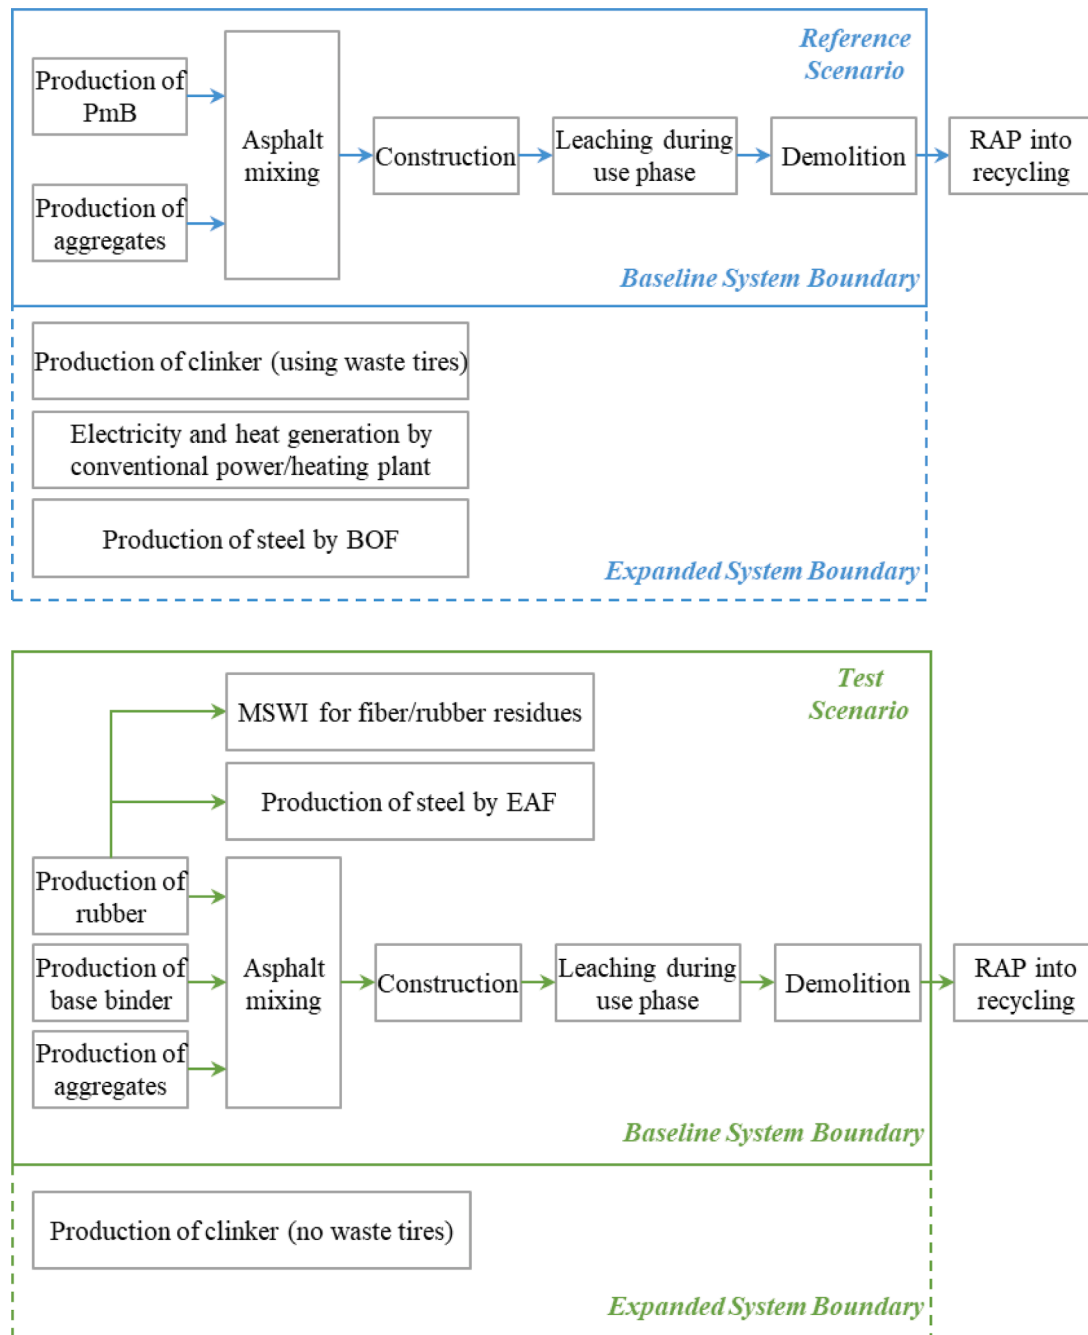 Reference
Scenario
Production of
PmB
Production of
aggregates
Asphalt
mixing
Construction
Leaching during
use phase
Demolition
RAP into
recycling
Baseline System Boundary
Production of clinker (using waste tires)
Electricity and heat generation by
conventional power/heating plant
Production of steel by BOF
Expanded System Boundary
Test
Scenario
MSWI for fiber/rubber residues
Production of steel by EAF
Production of
rubber
Production of
base binder
Production of
aggregates
Asphalt
mixing
Construction
Leaching during
use phase
Demolition
RAP into
recycling
Baseline System Boundary
Production of clinker (no waste tires)
Expanded System Boundary